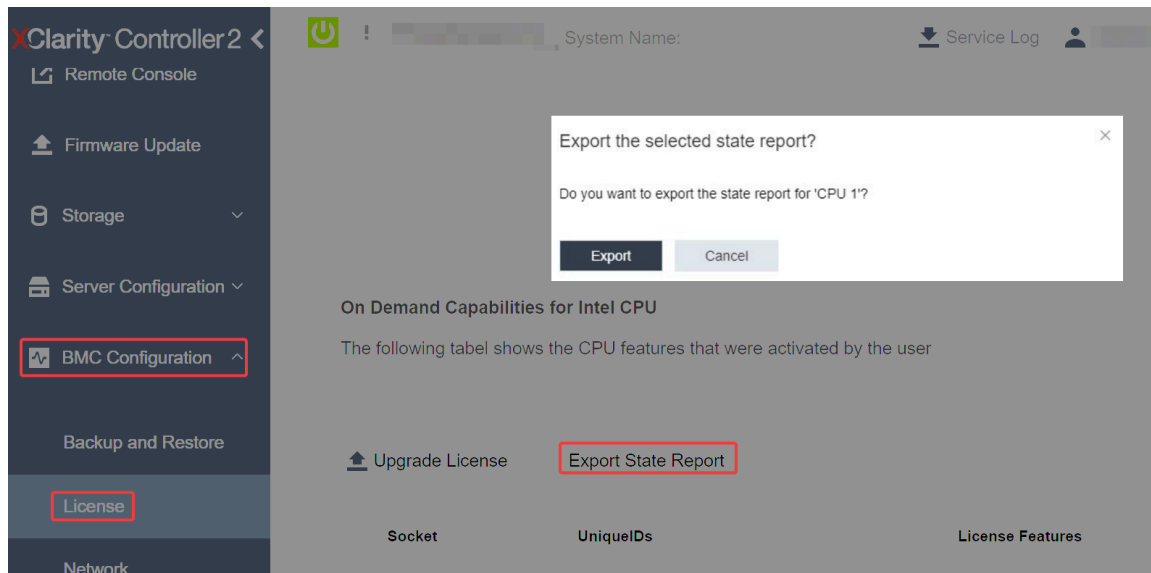 XClarity Controller 2
Remote Console
Firmware Update
Storage
Server Configuration
BMC Configuration
Backup and Restore
License
Network
System Name:
Service Log
Export the selected state report?
Do you want to export the state report for 'CPU 1'?
Export
Cancel
On Demand Capabilities for Intel CPU
The following tabel shows the CPU features that were activated by the user
Upgrade License
Export State Report
Socket UniqueIDs License Features